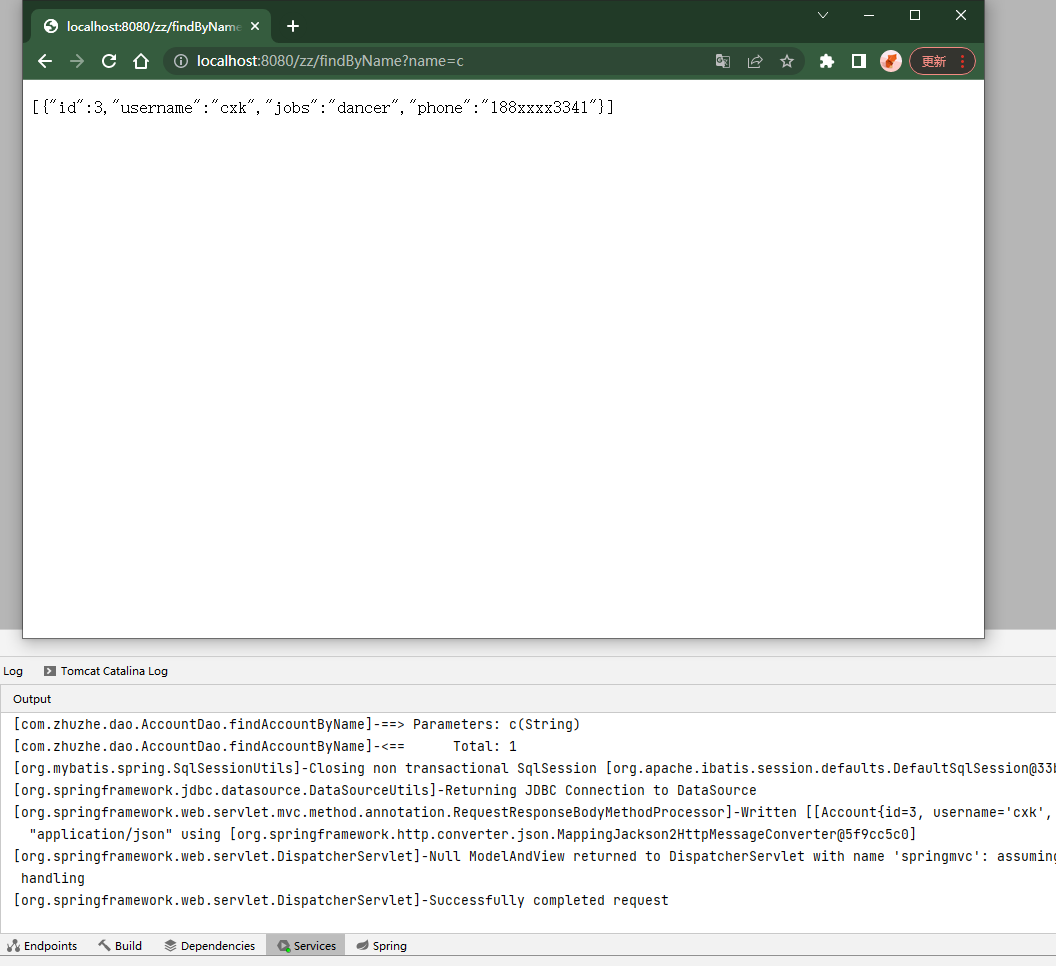 localhost:8080/zz/findByName
localhost:8080/zz/findByName?name=c
更新
[{"id":3,"username":"cxk","jobs":"dancer","phone":"188xxxx3341"}]
Log
Tomcat Catalina Log
Output
[com.zhuzhe.dao.AccountDao.findAccountByName]-==> Parameters: c(String)
[com.zhuzhe.dao.AccountDao.findAccountByName]-<==      Total: 1
[org.mybatis.spring.SqlSessionUtils]-Closing non transactional SqlSession [org.apache.ibatis.session.defaults.DefaultSqlSession@33b
[org.springframework.jdbc.datasource.DataSourceUtils]-Returning JDBC Connection to DataSource
[org.springframework.web.servlet.mvc.method.annotation.RequestResponseBodyMethodProcessor]-Written [[Account{id=3, username='cxk',
"application/json" using [org.springframework.http.converter.json.MappingJackson2HttpMessageConverter@5f9cc5c0]
[org.springframework.web.servlet.DispatcherServlet]-Null ModelAndView returned to DispatcherServlet with name 'springmvc': assuming
handling
[org.springframework.web.servlet.DispatcherServlet]-Successfully completed request
Endpoints
Build
Dependencies
Services
Spring